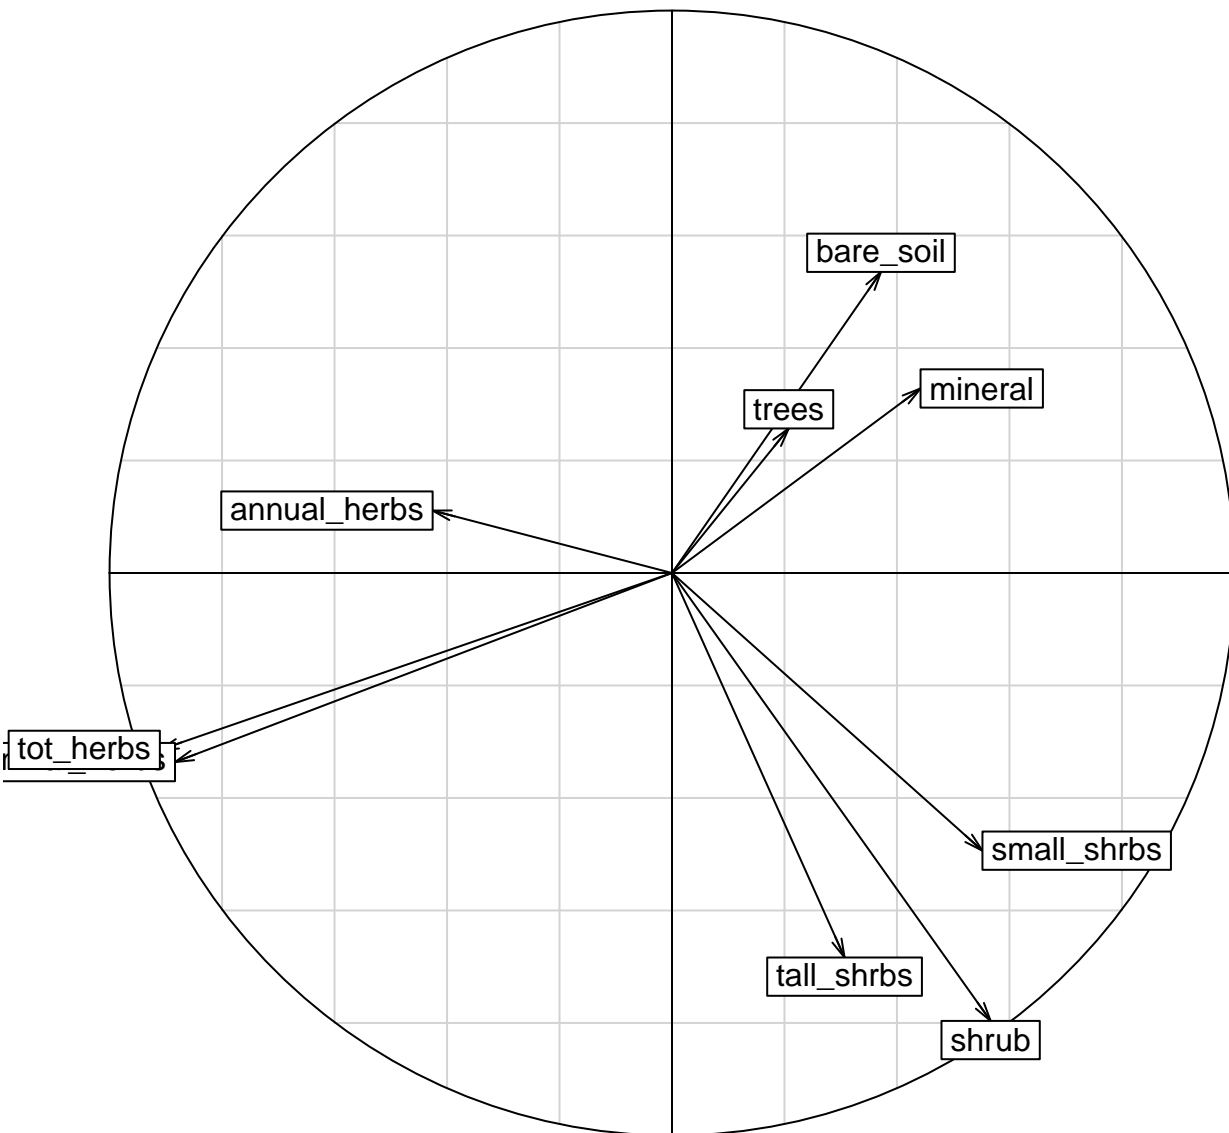 bare_soil
mineral
trees
annual_herbs
tot_herbs
small_shrbs
tall_shrbs
shrub